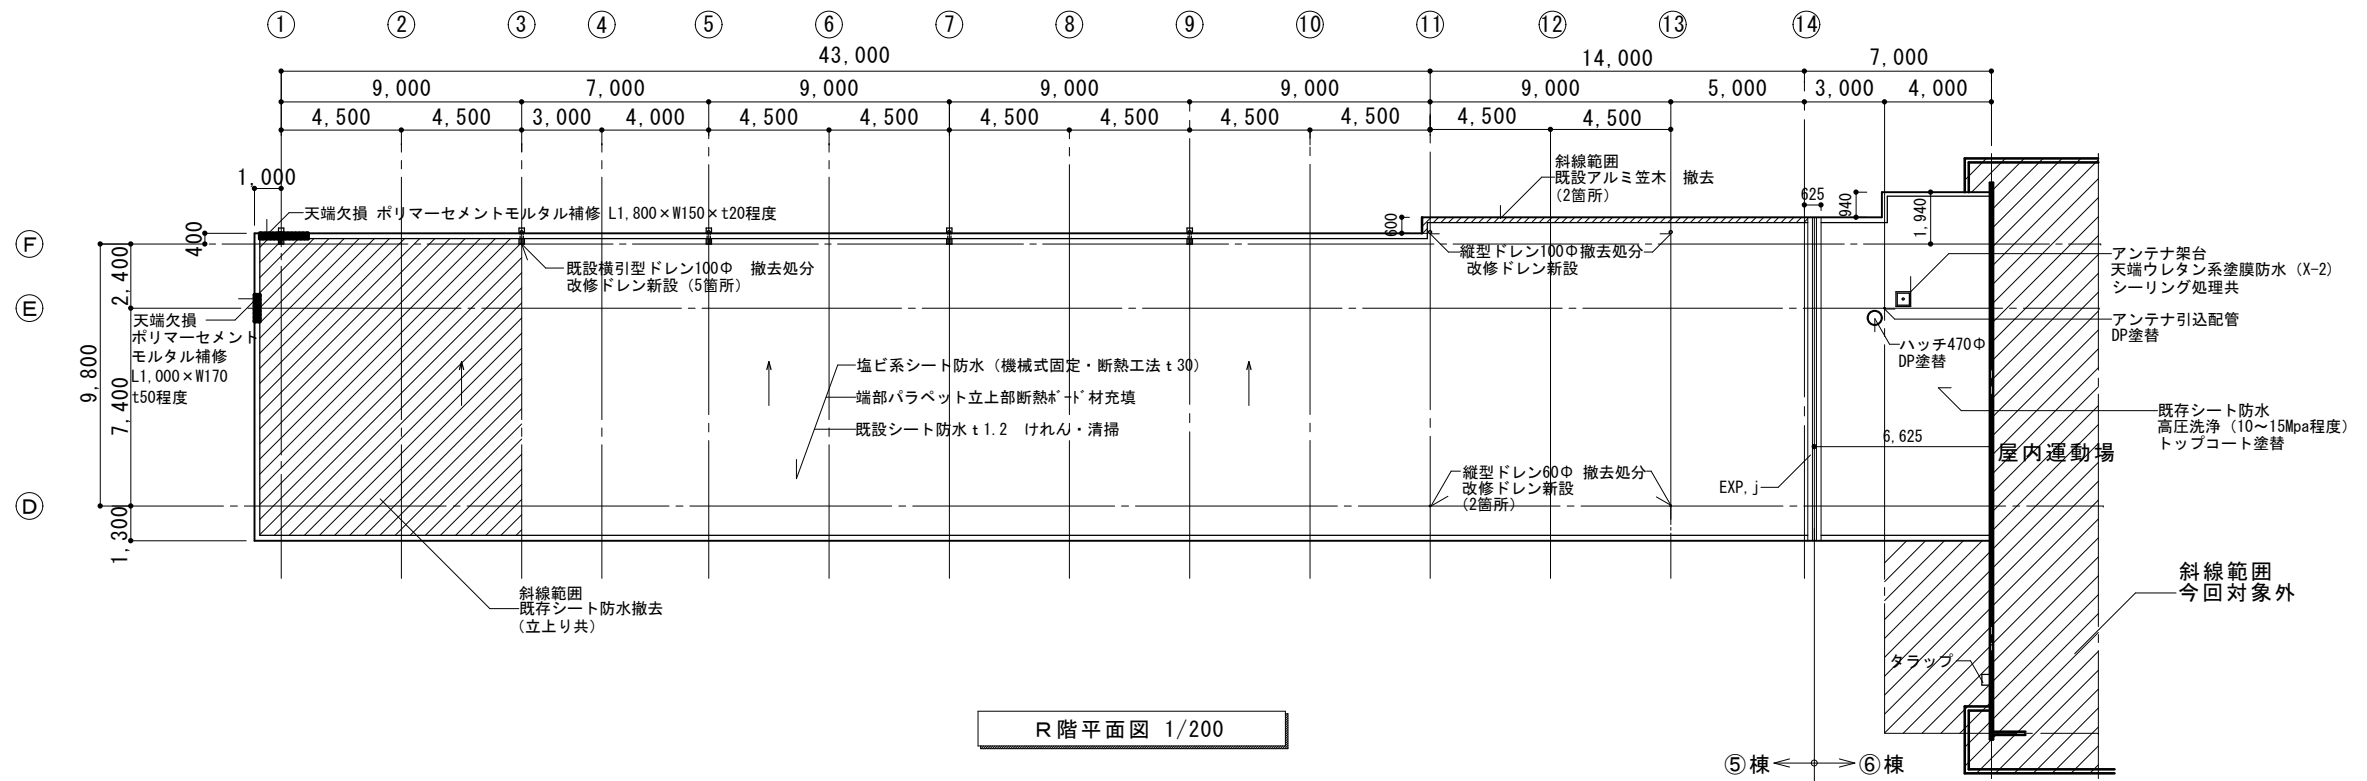 ① ② ③ ④ ⑤ ⑥ ⑦ ⑧ ⑨ ⑩ ⑪ ⑫ ⑬ ⑭
43,000 14,000 7,000
9,000 7,000 9,000 9,000 9,000 9,000 5,000 3,000 4,000
4,500 4,500 3,000 4,000 4,500 4,500 4,500 4,500 4,500 4,500 4,500 4,500
斜線範囲
既設アルミ笠木 撤去
(2箇所)
1,000
625
940
1,940
600
天端欠損 ポリマーセメントモルタル補修 L1,800×W150×t20程度
400
Ⓕ
縦型ドレン100Φ撤去処分
改修ドレン新設
既設横引型ドレン100Φ 撤去処分
改修ドレン新設（5箇所）
アンテナ架台
天端ウレタン系塗膜防水（X-2）
シーリング処理共
2,400
Ⓔ
天端欠損
ポリマーセメント
モルタル補修
L1,000×W170
t50程度
アンテナ引込配管
DP塗替
ハッチ470Φ
DP塗替
9,800
7,400
塩ビ系シート防水（機械式固定・断熱工法ｔ30）
端部パラペット立上部断熱ﾎﾞｰﾄﾞ材充填
既設シート防水ｔ1.2 けれん・清掃
既存シート防水
高圧洗浄（10～15Mpa程度）
トップコート塗替
6,625
屋内運動場
縦型ドレン60Φ 撤去処分
改修ドレン新設
(2箇所)
EXP,j
Ⓓ
1,300
斜線範囲
既存シート防水撤去
(立上り共)
斜線範囲
今回対象外
タラップ
Ｒ階平面図 1/200
⑤棟 ⑥棟